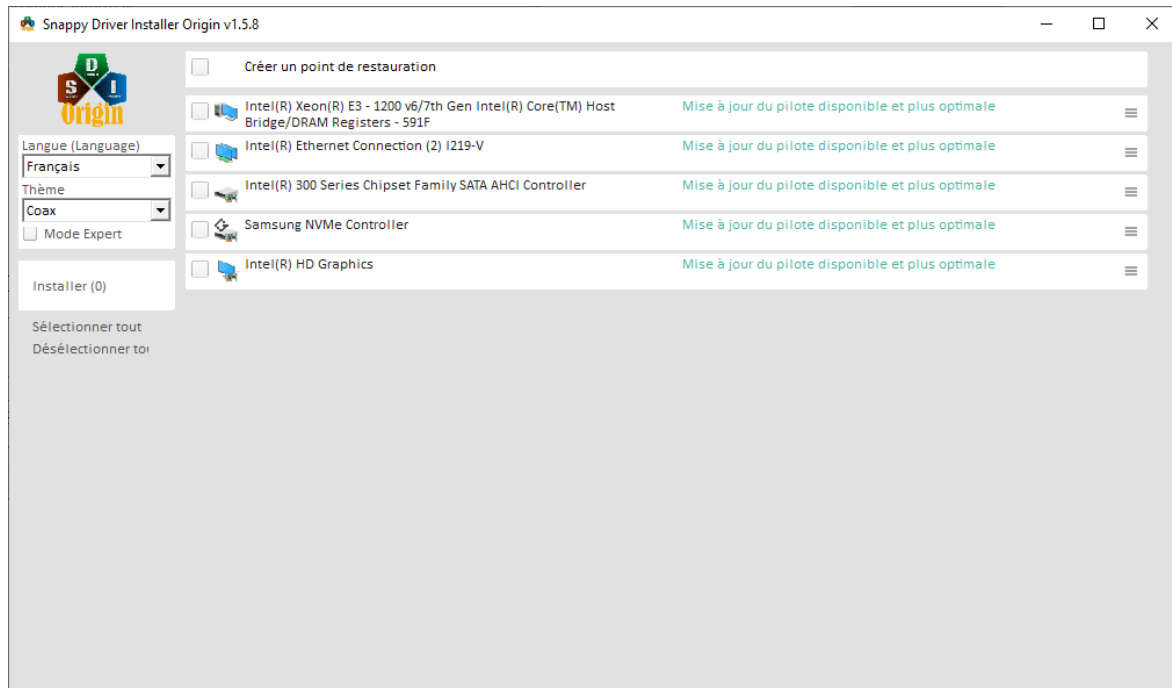 Snappy Driver Installer Origin v1.5.8
D
S I
Origin
Langue (Language)
Français
Thème
Coax
Mode Expert
Installer (0)
Sélectionner tout
Désélectionner tou
Créer un point de restauration
Intel(R) Xeon(R) E3 - 1200 v6/7th Gen Intel(R) Core(TM) Host
Bridge/DRAM Registers - 591F
Mise à jour du pilote disponible et plus optimale
Intel(R) Ethernet Connection (2) I219-V
Mise à jour du pilote disponible et plus optimale
Intel(R) 300 Series Chipset Family SATA AHCI Controller
Mise à jour du pilote disponible et plus optimale
Samsung NVMe Controller
Mise à jour du pilote disponible et plus optimale
Intel(R) HD Graphics
Mise à jour du pilote disponible et plus optimale